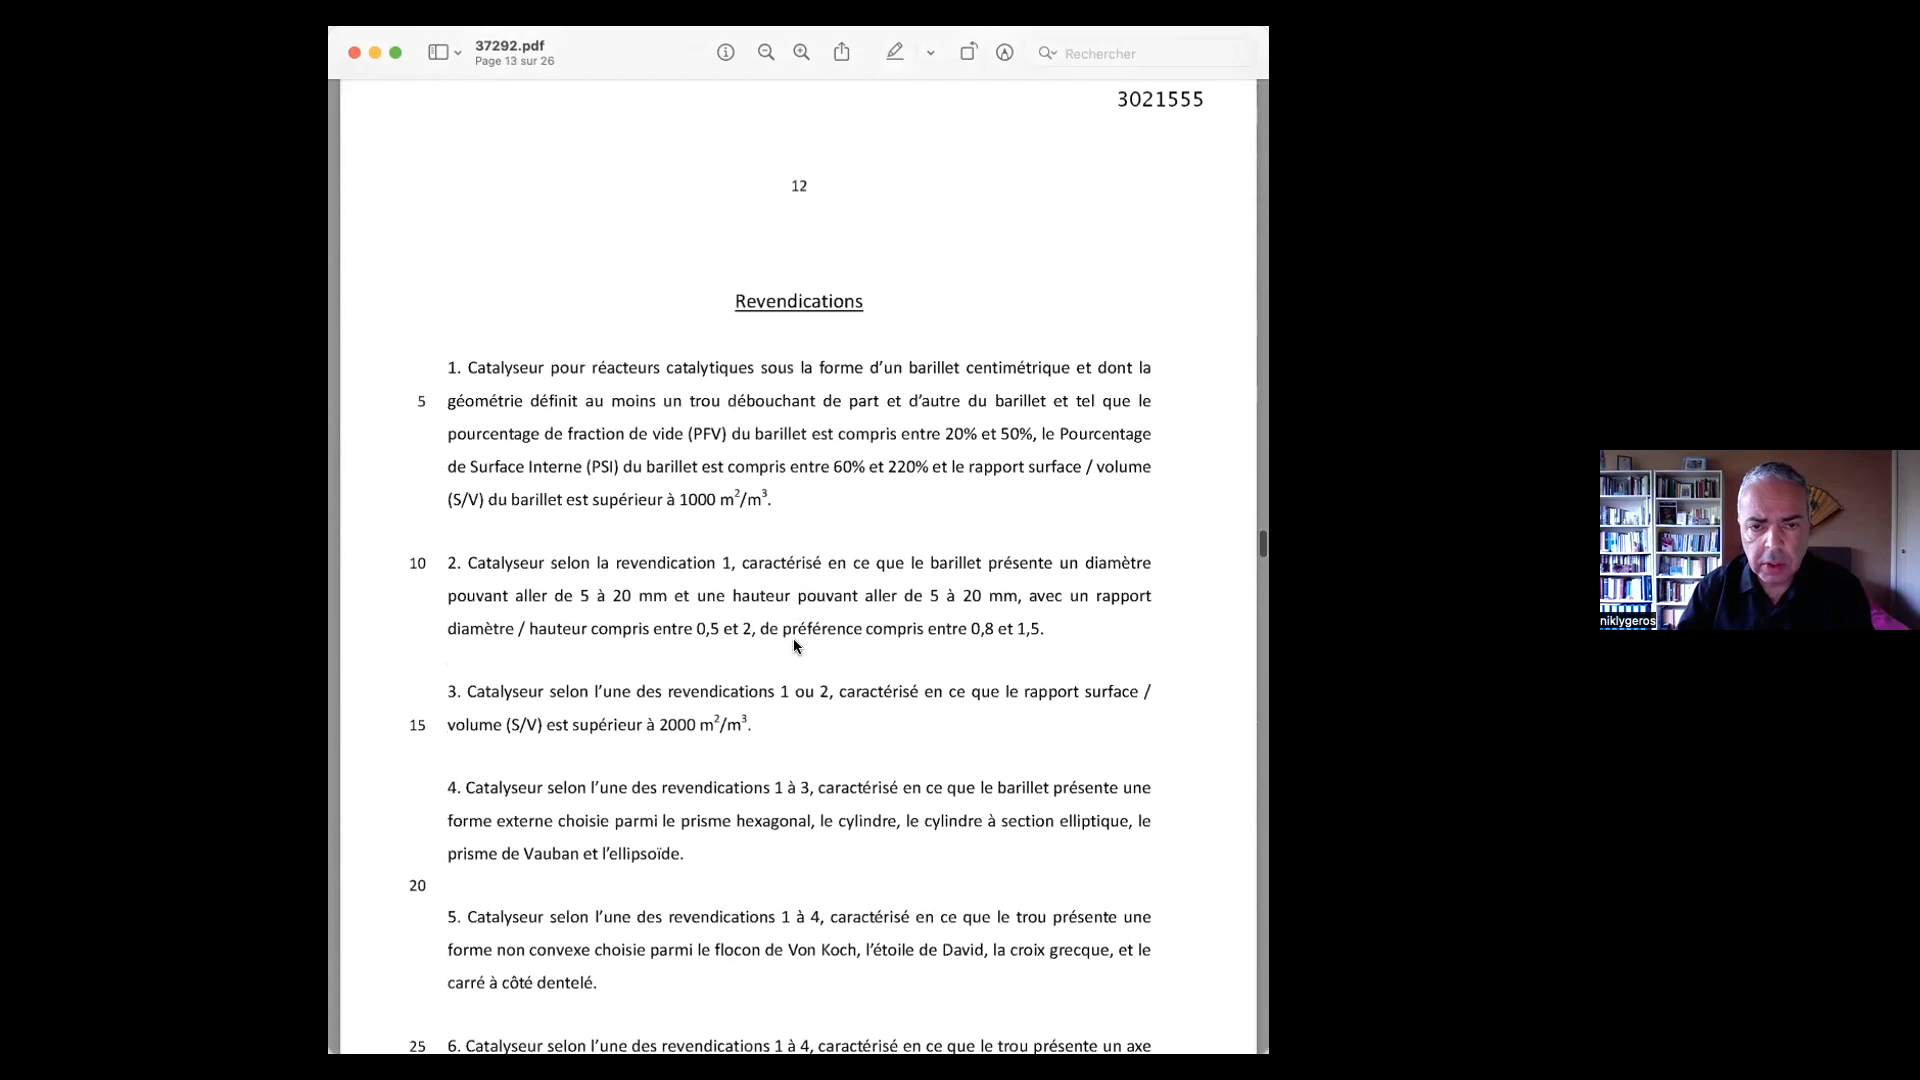 37292.pdf
Page 13 sur 26
Rechercher
3021555
12
Revendications
1. Catalyseur pour réacteurs catalytiques sous la forme d’un barillet centimétrique et dont la
5 géométrie définit au moins un trou débouchant de part et d’autre du barillet et tel que le
pourcentage de fraction de vide (PFV) du barillet est compris entre 20% et 50%, le Pourcentage
de Surface Interne (PSI) du barillet est compris entre 60% et 220% et le rapport surface / volume
(S/V) du barillet est supérieur à 1000 m²/m³.
10 2. Catalyseur selon la revendication 1, caractérisé en ce que le barillet présente un diamètre
pouvant aller de 5 à 20 mm et une hauteur pouvant aller de 5 à 20 mm, avec un rapport
diamètre / hauteur compris entre 0,5 et 2, de préférence compris entre 0,8 et 1,5.
3. Catalyseur selon l’une des revendications 1 ou 2, caractérisé en ce que le rapport surface /
15 volume (S/V) est supérieur à 2000 m²/m³.
4. Catalyseur selon l’une des revendications 1 à 3, caractérisé en ce que le barillet présente une
forme externe choisie parmi le prisme hexagonal, le cylindre, le cylindre à section elliptique, le
prisme de Vauban et l’ellipsoïde.
20
5. Catalyseur selon l’une des revendications 1 à 4, caractérisé en ce que le trou présente une
forme non convexe choisie parmi le flocon de Von Koch, l’étoile de David, la croix grecque, et le
carré à côté dentelé.
25 6. Catalyseur selon l’une des revendications 1 à 4, caractérisé en ce que le trou présente un axe
niklygeros